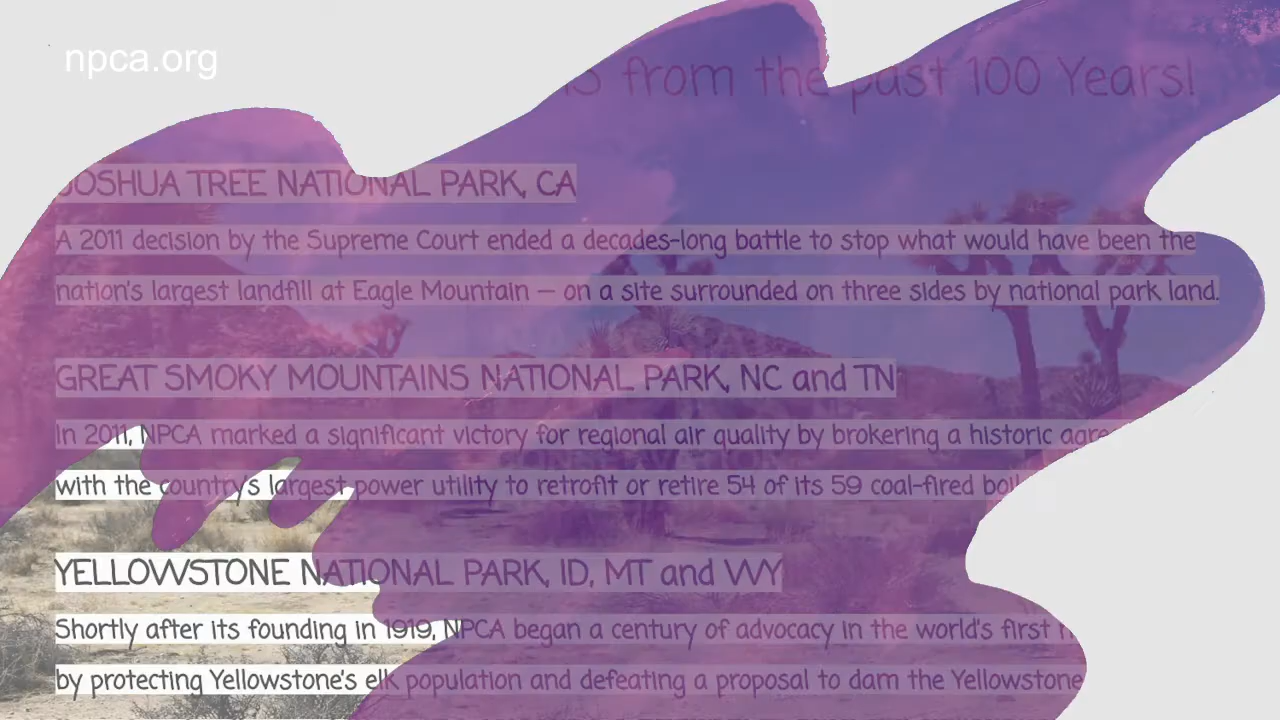 npca.org
from the past 100 Years!
JOSHUA TREE NATIONAL PARK, CA
A 2011 decision by the Supreme Court ended a decades-long battle to stop what would have been the
nation's largest landfill at Eagle Mountain — on a site surrounded on three sides by national park land.
GREAT SMOKY MOUNTAINS NATIONAL PARK, NC and TN
In 2011, NPCA marked a significant victory for regional air quality by brokering a historic
with the country's largest power utility to retrofit or retire 54 of its 59 coal-fired
YELLOWSTONE NATIONAL PARK, ID, MT and WY
Shortly after its founding in 1919, NPCA began a century of advocacy in the world's first
by protecting Yellowstone's elk population and defeating a proposal to dam the Yellowstone